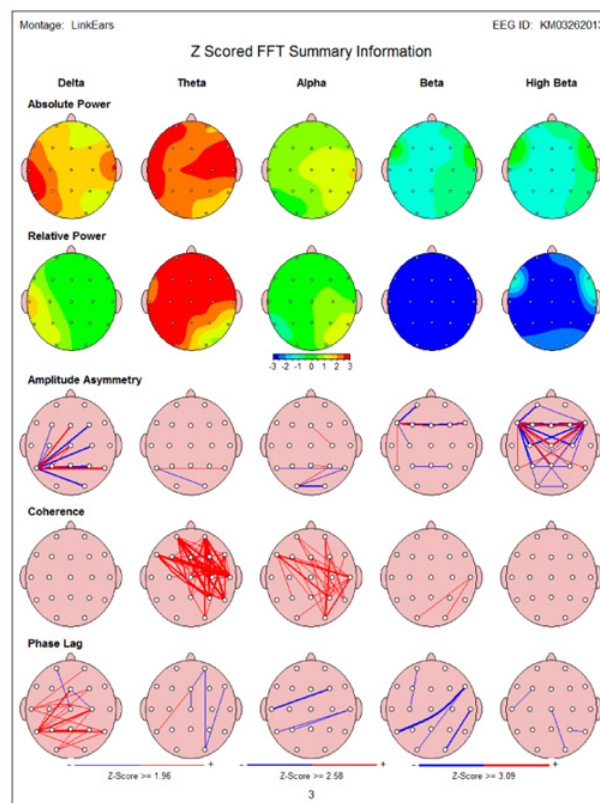 Montage: LinkEars EEG ID: KM03262013
Z Scored FFT Summary Information
Delta Theta Alpha Beta High Beta
Absolute Power
Relative Power
-3 -2 -1 0 1 2 3
Amplitude Asymmetry
Coherence
Phase Lag
- + - + - +
Z-Score >= 1.96 Z-Score >= 2.58 Z-Score >= 3.09
3